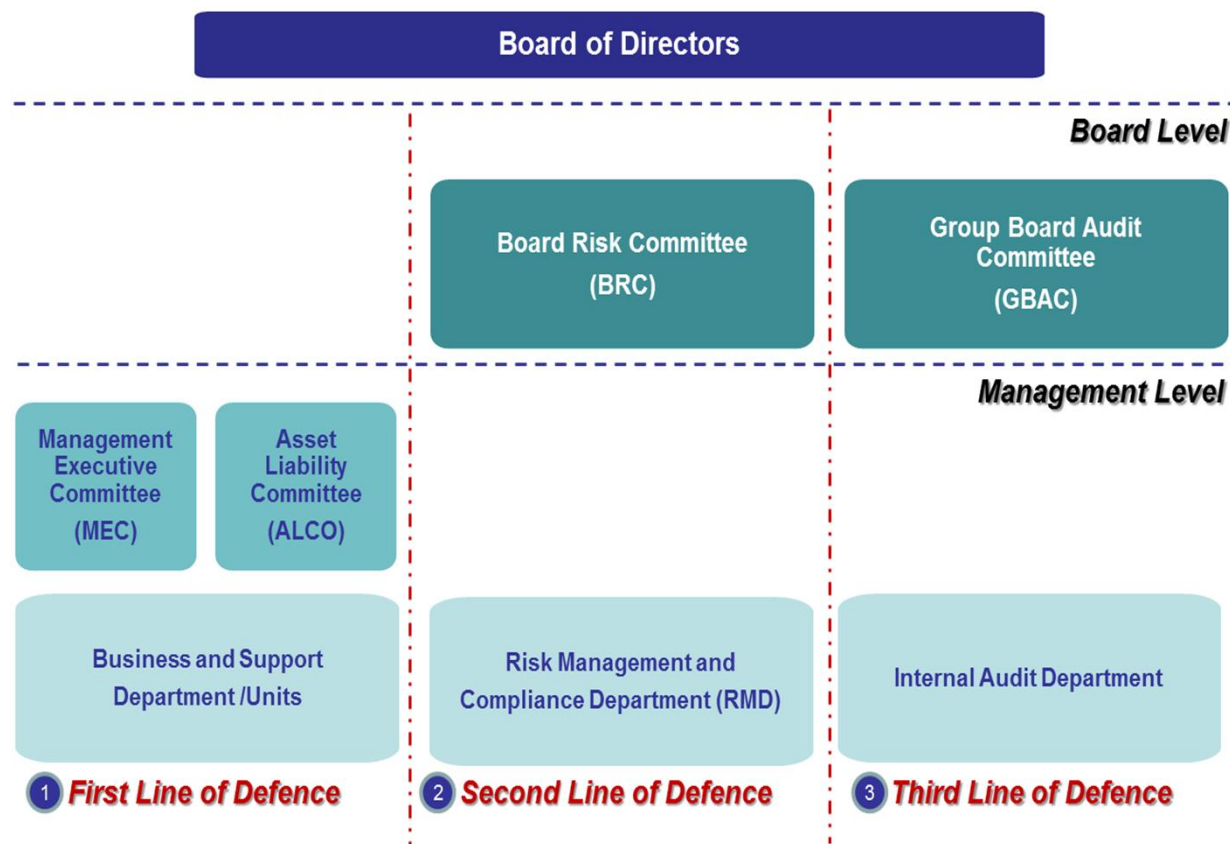 Board of Directors
Board Level
Board Risk Committee
(BRC)
Group Board Audit
Committee
(GBAC)
Management Level
Management
Executive
Committee
(MEC)
Asset
Liability
Committee
(ALCO)
Business and Support
Department /Units
Risk Management and
Compliance Department (RMD)
Internal Audit Department
1 First Line of Defence
2 Second Line of Defence
3 Third Line of Defence